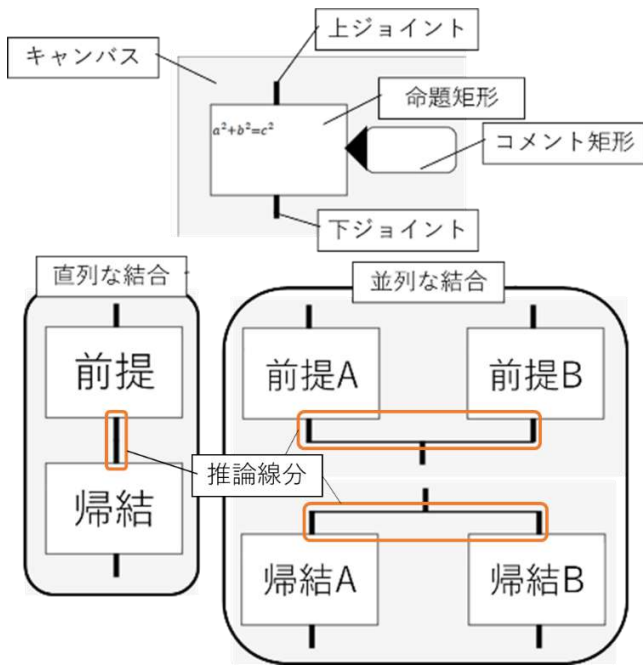 上ジョイント
キャンバス
命題矩形
a²+b²=c²
コメント矩形
下ジョイント
直列な結合
並列な結合
前提
前提A
前提B
推論線分
帰結
帰結A
帰結B